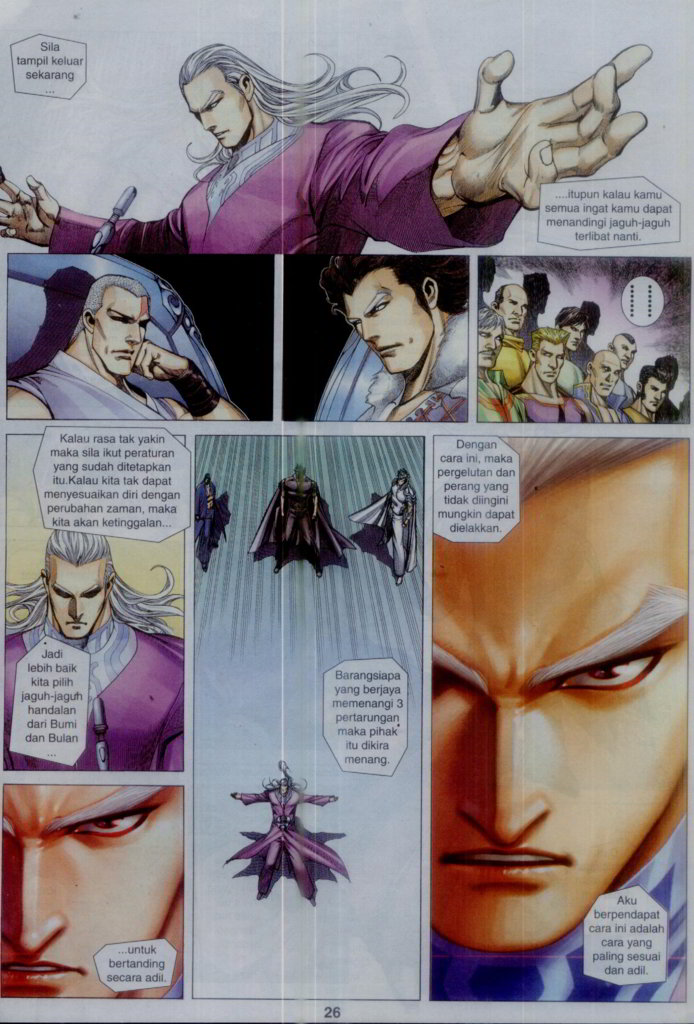 Sila
tampil keluar
sekarang
...
....itupun kalau kamu
semua ingat kamu dapat
menandingi jaguh-jaguh
terlibat nanti.
Kalau rasa tak yakin
maka sila ikut peraturan
yang sudah ditetapkan
itu.Kalau kita tak dapat
menyesuaikan diri dengan
perubahan zaman, maka
kita akan ketinggalan...
Jadi
lebih baik
kita pilih
jaguh-jaguh
handalan
dari Bumi
dan Bulan
...
...untuk
bertanding
secara adil.
Barangsiapa
yang berjaya
memenangi 3
pertarungan
maka pihak
itu dikira
menang.
Dengan
cara ini, maka
pergelutan dan
perang yang
tidak diingini
mungkin dapat
dielakkan.
Aku
berpendapat
cara ini adalah
cara yang
paling sesuai
dan adil.
26